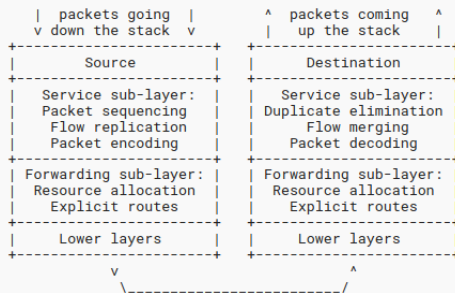 packets going
down the stack
Source
Service sub-layer:
Packet sequencing
Flow replication
Packet encoding
Forwarding sub-layer:
Resource allocation
Explicit routes
Lower layers
packets coming
up the stack
Destination
Service sub-layer:
Duplicate elimination
Flow merging
Packet decoding
Forwarding sub-layer:
Resource allocation
Explicit routes
Lower layers